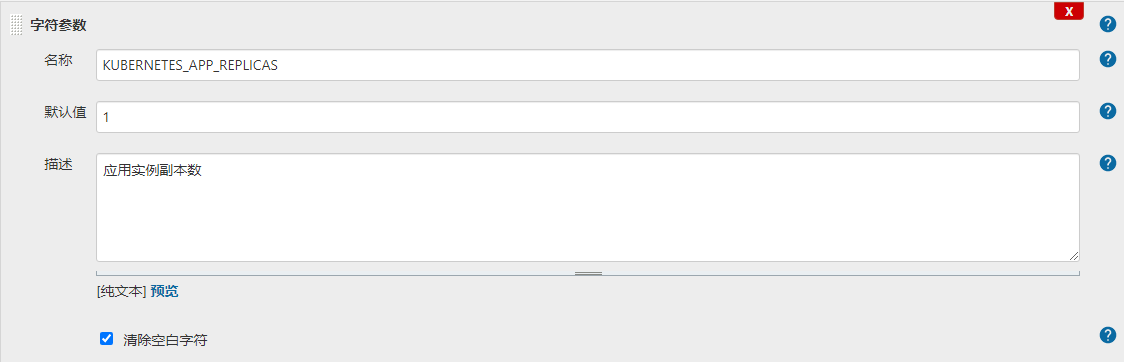 字符参数
X
?
名称
KUBERNETES_APP_REPLICAS
?
默认值
1
?
描述
应用实例副本数
?
[纯文本] 预览
清除空白字符
?